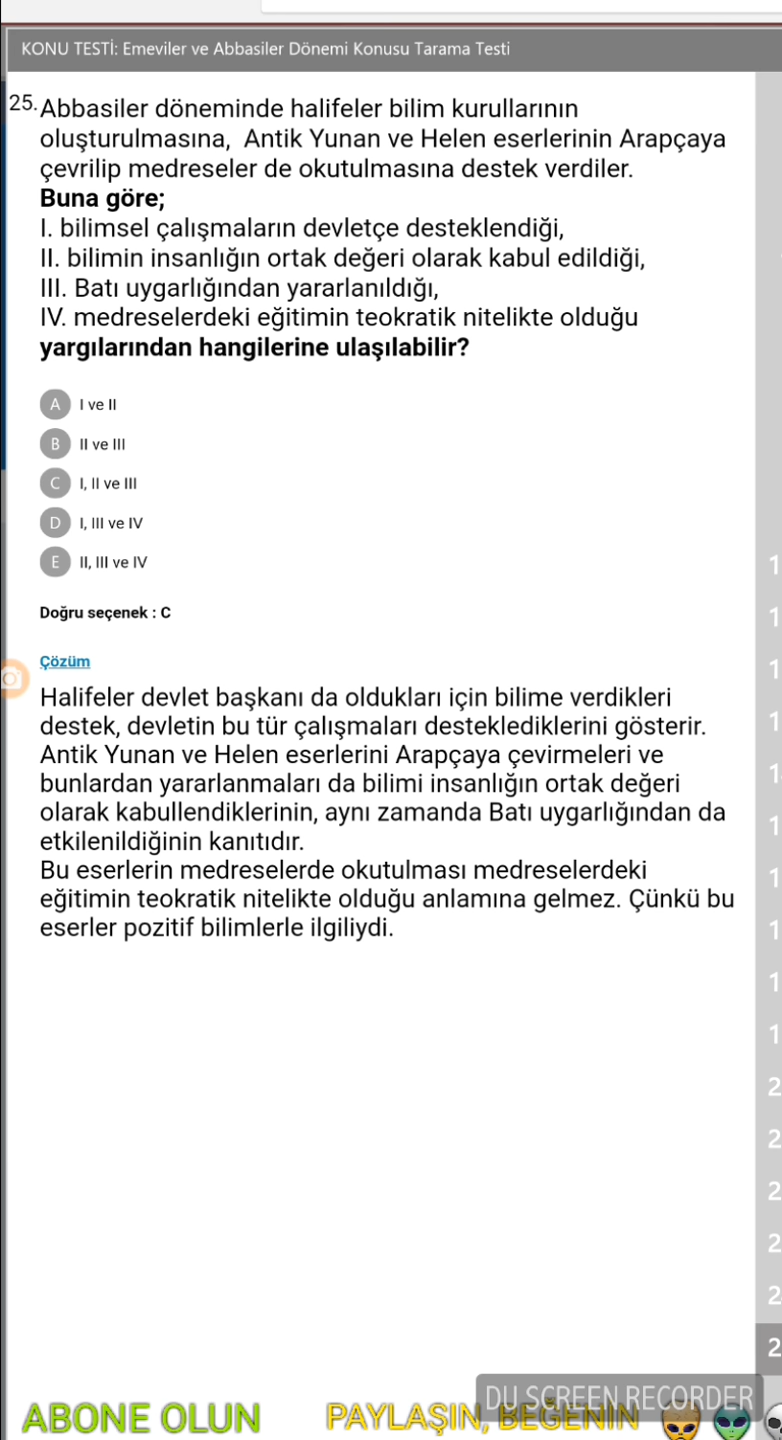 KONU TESTİ: Emeviler ve Abbasiler Dönemi Konusu Tarama Testi
25. Abbasiler döneminde halifeler bilim kurullarının
oluşturulmasına, Antik Yunan ve Helen eserlerinin Arapçaya
çevrilip medreseler de okutulmasına destek verdiler.
Buna göre;
I. bilimsel çalışmaların devletçe desteklendiği,
II. bilimin insanlığın ortak değeri olarak kabul edildiği,
III. Batı uygarlığından yararlanıldığı,
IV. medreselerdeki eğitimin teokratik nitelikte olduğu
yargılarından hangilerine ulaşılabilir?
A I ve II
B II ve III
C I, II ve III
D I, III ve IV
E II, III ve IV
Doğru seçenek : C
Çözüm
Halifeler devlet başkanı da oldukları için bilime verdikleri
destek, devletin bu tür çalışmaları desteklediklerini gösterir.
Antik Yunan ve Helen eserlerini Arapçaya çevirmeleri ve
bunlardan yararlanmaları da bilimi insanlığın ortak değeri
olarak kabullendiklerinin, aynı zamanda Batı uygarlığından da
etkilenildiğinin kanıtıdır.
Bu eserlerin medreselerde okutulması medreselerdeki
eğitimin teokratik nitelikte olduğu anlamına gelmez. Çünkü bu
eserler pozitif bilimlerle ilgiliydi.
DU SCREEN RECORDER
ABONE OLUN PAYLAŞIN, BEĞENİN